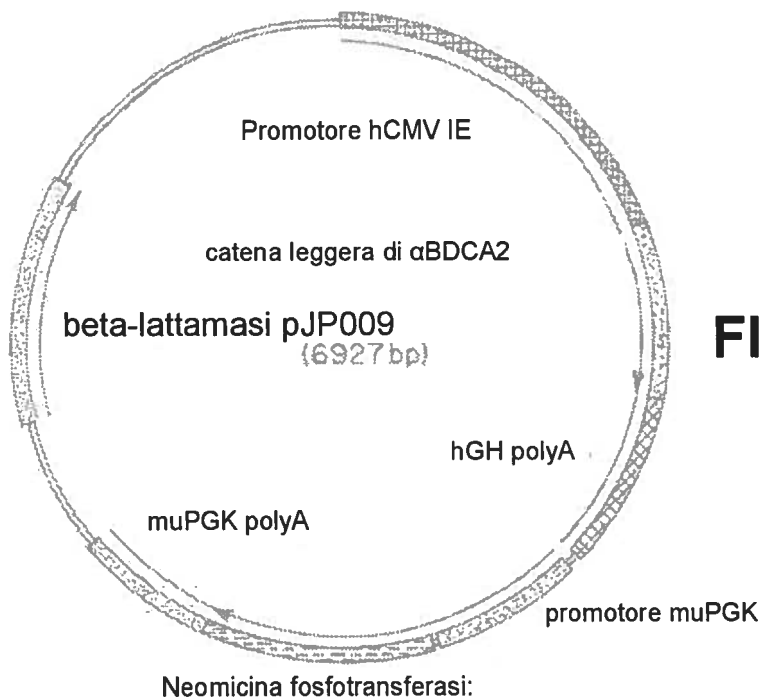 Promotore hCMV IE
catena leggera di αBDCA2
beta-lattamasi pJP009
(6927bp)
FI
hGH polyA
muPGK polyA
promotore muPGK
Neomicina fosfotransferasi: